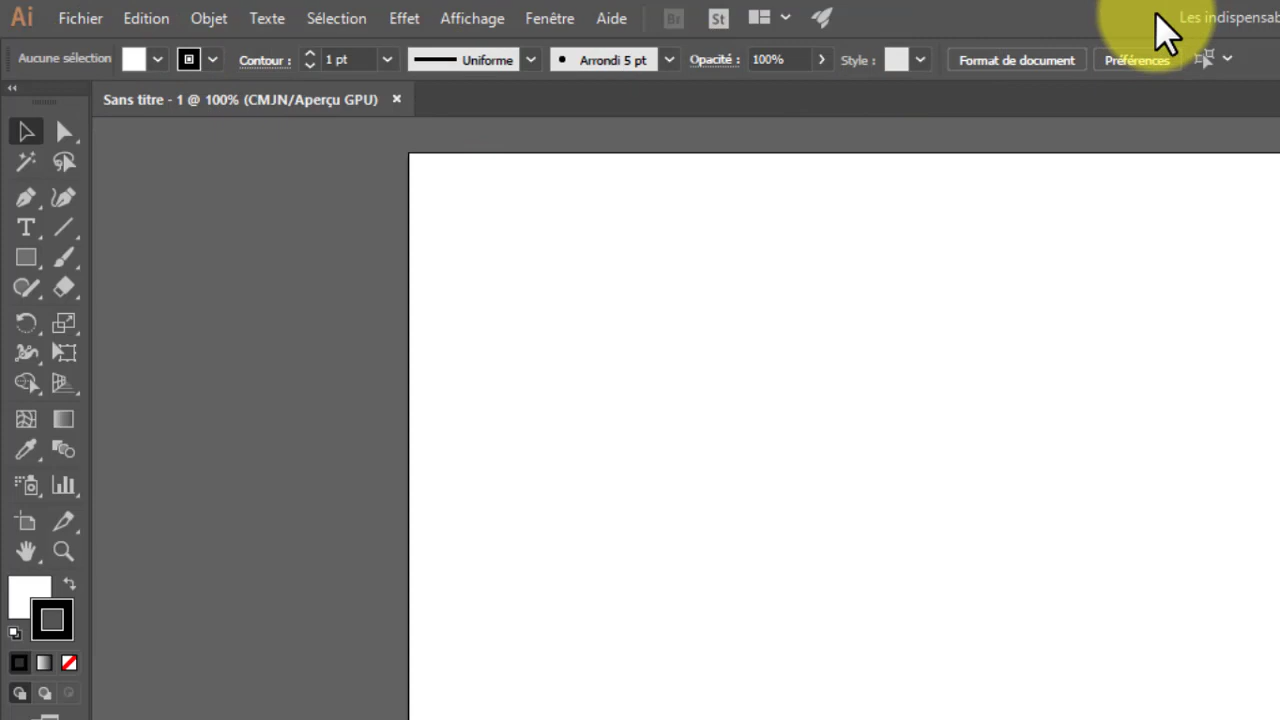 Ai Fichier Edition Objet Texte Sélection Effet Affichage Fenêtre Aide Br St Les indispensab
Aucune sélection Contour : 1 pt Uniforme Arrondi 5 pt Opacité : 100% Style : Format de document Préférences
Sans titre - 1 @ 100% (CMJN/Aperçu GPU) ×
T